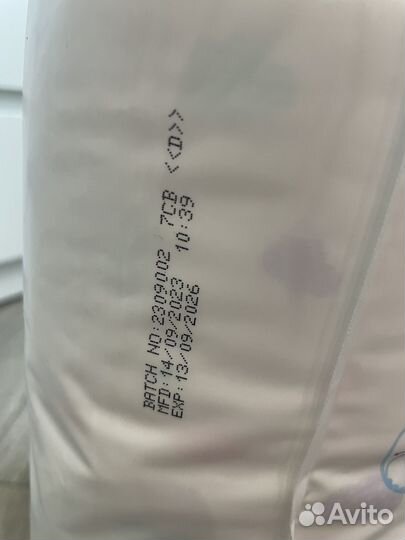 BATCH NO:2309002 7CB <<D>>
MFD:14/09/2023 10:39
EXP:13/09/2026
Avito